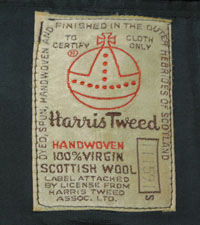 DYED, SPUN, HANDWOVEN AND FINISHED IN THE OUTER HEBRIDES OF SCOTLAND
TO CERTIFY CLOTH ONLY
®
Harris Tweed
HANDWOVEN
100% VIRGIN
SCOTTISH WOOL
LABEL ATTACHED
BY LICENSE FROM
HARRIS TWEED
ASSOC. LTD.
S